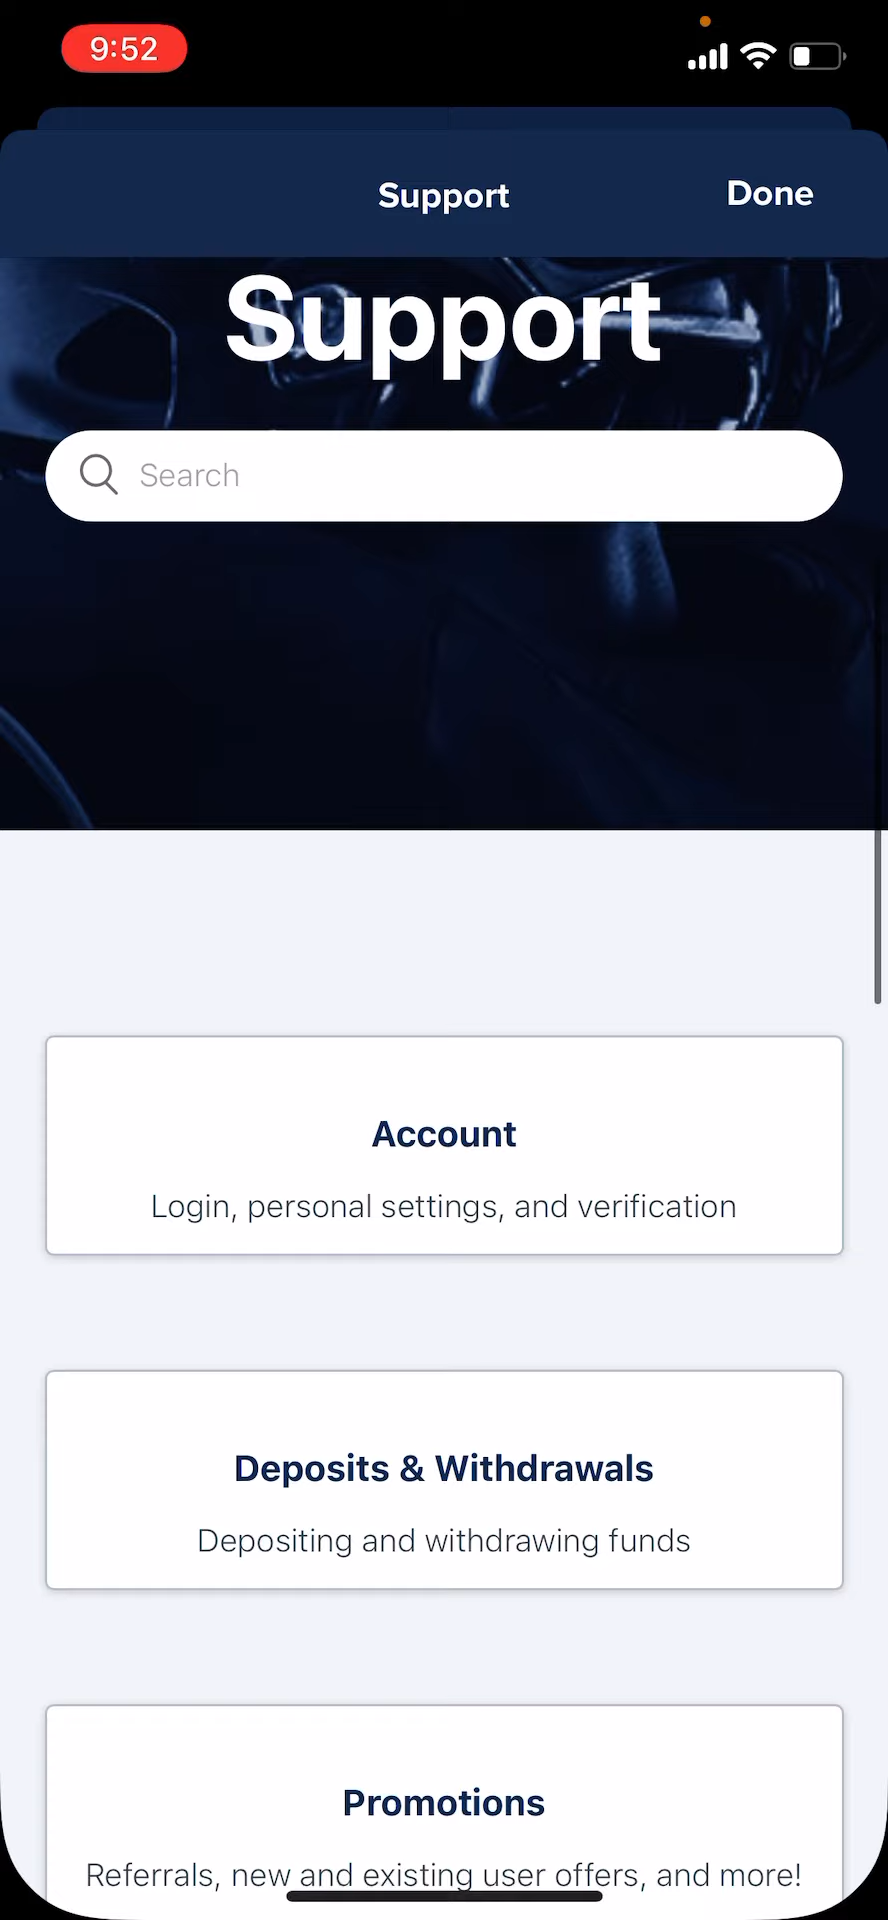 9:52
Support
Done
Support
Search
Account
Login, personal settings, and verification
Deposits & Withdrawals
Depositing and withdrawing funds
Promotions
Referrals, new and existing user offers, and more!